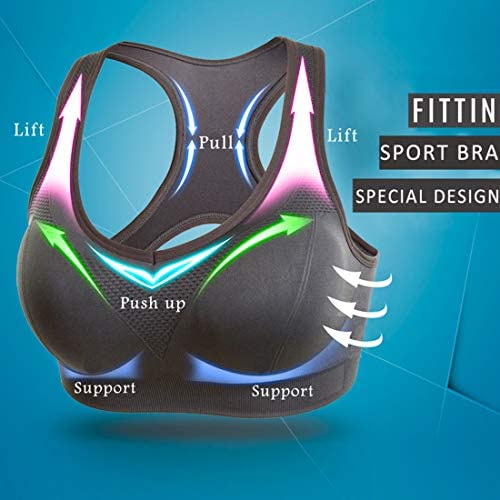 Lift
Pull
Lift
FITTIN
SPORT BRA
SPECIAL DESIGN
Push up
Support
Support